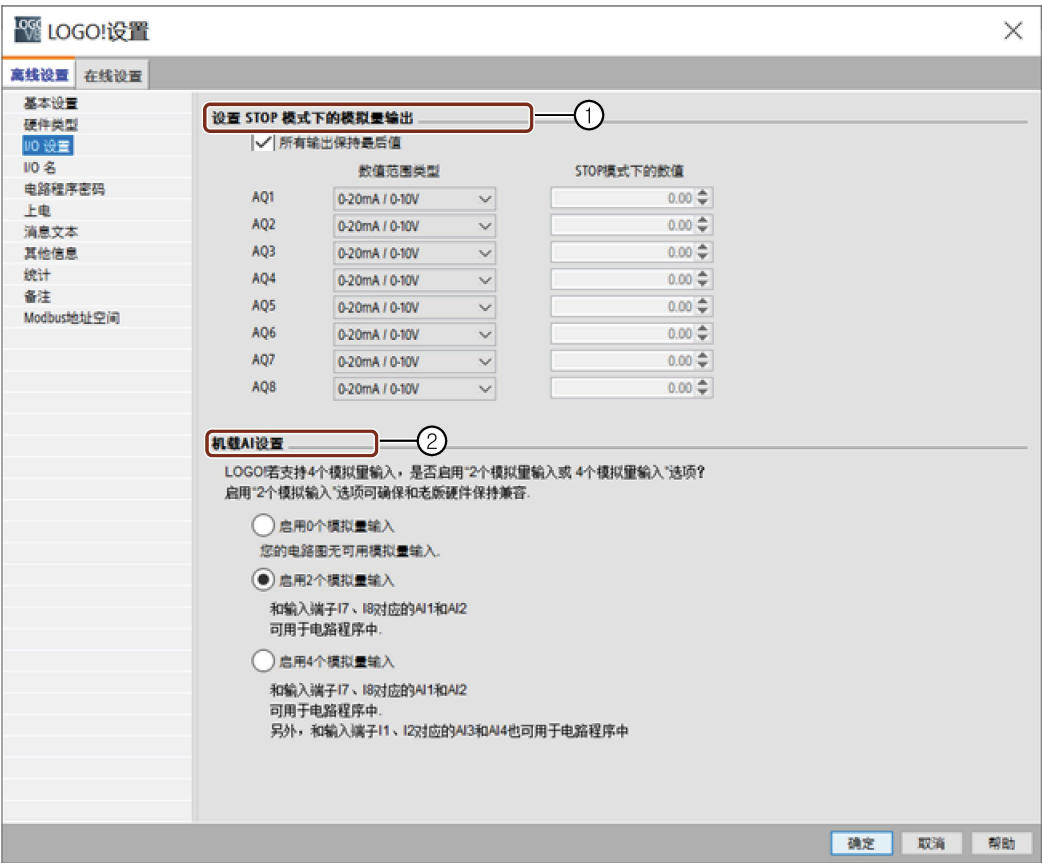 LOGO!设置
离线设置 在线设置
基本设置
硬件类型
I/O 设置
I/O 名
电路程序密码
上电
消息文本
其他信息
统计
备注
Modbus地址空间
设置 STOP 模式下的模拟量输出
①
所有输出保持最后值
数值范围类型 STOP模式下的数值
AQ1 0-20mA / 0-10V 0.00
AQ2 0-20mA / 0-10V 0.00
AQ3 0-20mA / 0-10V 0.00
AQ4 0-20mA / 0-10V 0.00
AQ5 0-20mA / 0-10V 0.00
AQ6 0-20mA / 0-10V 0.00
AQ7 0-20mA / 0-10V 0.00
AQ8 0-20mA / 0-10V 0.00
机载AI设置
②
LOGO!若支持4个模拟量输入，是否启用“2个模拟量输入或 4个模拟量输入”选项?
启用“2个模拟输入”选项可确保和老版硬件保持兼容.
启用0个模拟量输入
您的电路图无可用模拟量输入.
启用2个模拟量输入
和输入端子I7、I8对应的AI1和AI2
可用于电路程序中.
启用4个模拟量输入
和输入端子I7、I8对应的AI1和AI2
可用于电路程序中.
另外，和输入端子I1、I2对应的AI3和AI4也可用于电路程序中
确定 取消 帮助